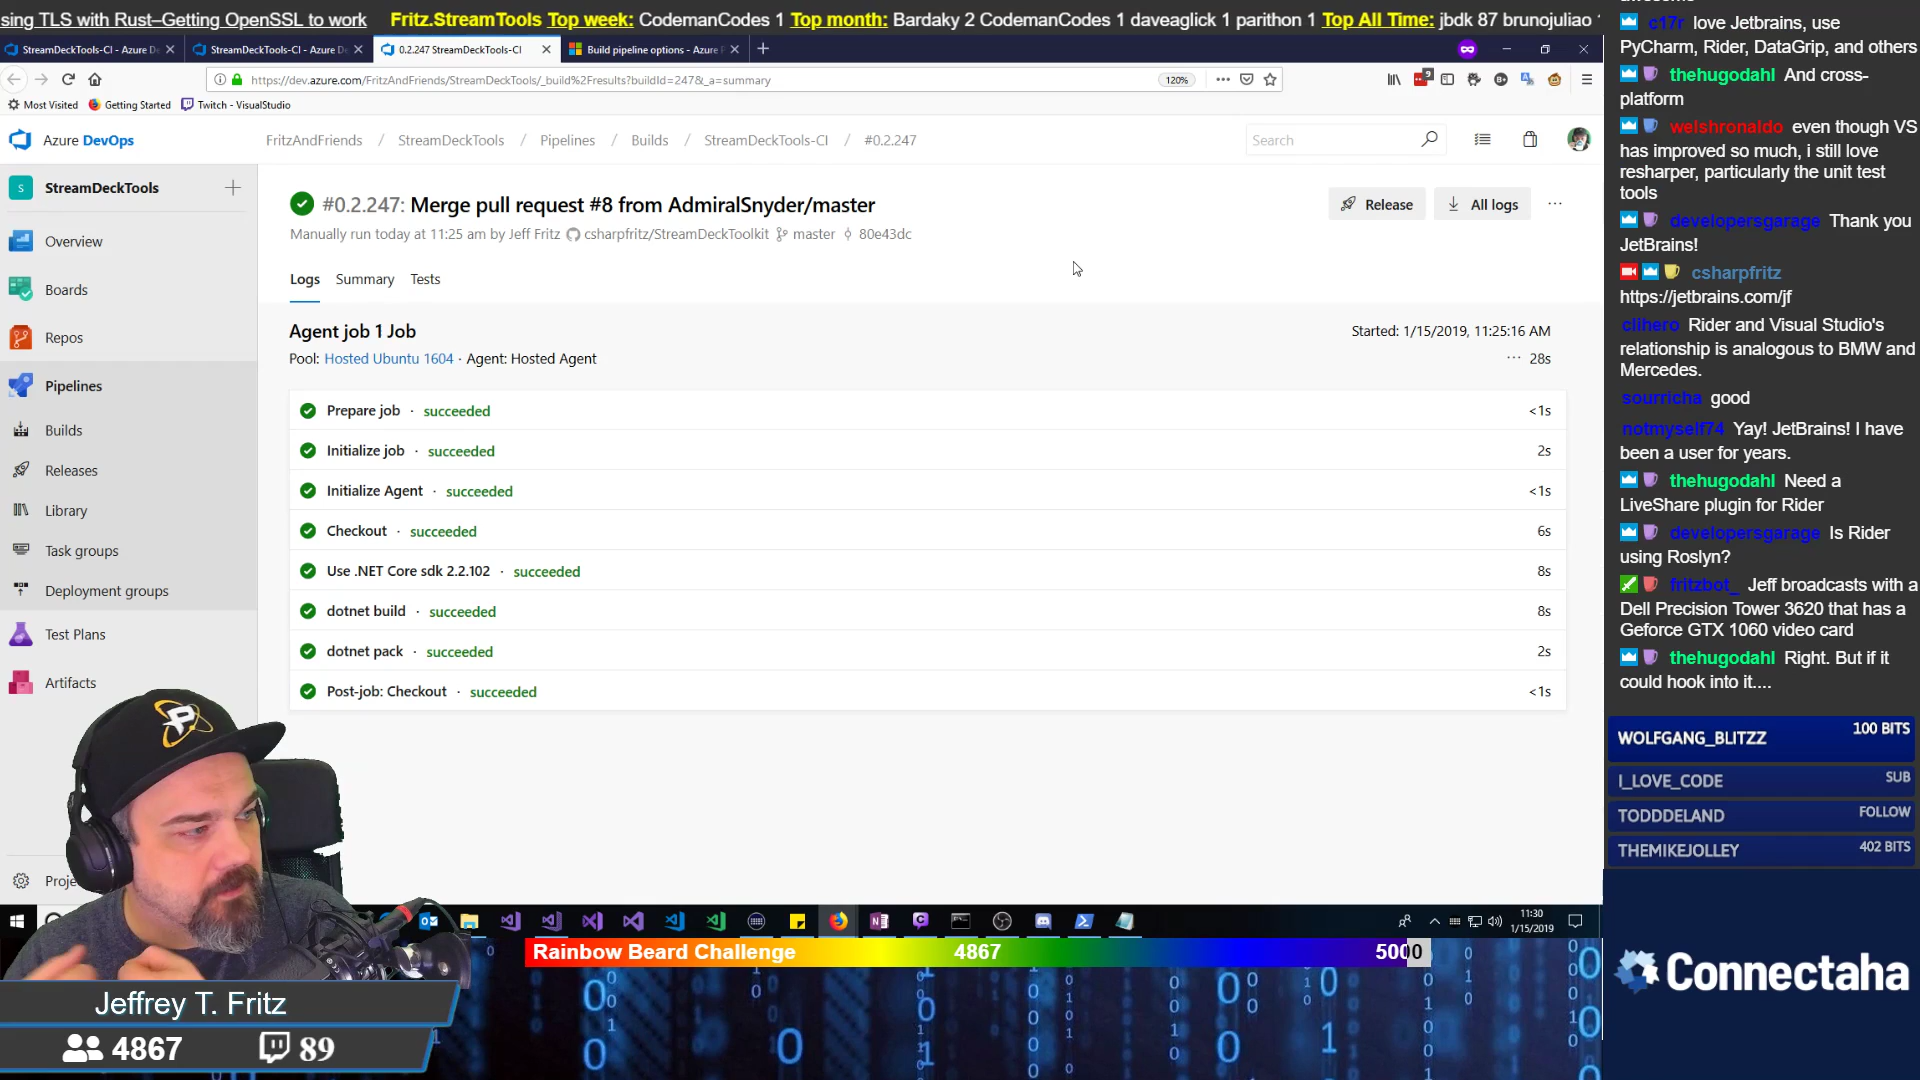 sing TLS with Rust–Getting OpenSSL to work Fritz.StreamTools Top week: CodemanCodes 1 Top month: Bardaky 2 CodemanCodes 1 daveaglick 1 parithon 1 Top All Time: jbdk 87 brunojuliao
StreamDeckTools-CI - Azure De
StreamDeckTools-CI - Azure De
0.2.247 StreamDeckTools-CI
Build pipeline options - Azure P
https://dev.azure.com/FritzAndFriends/StreamDeckTools/_build%2Fresults?buildId=247&_a=summary
120%
9
Most Visited
Getting Started
Twitch - VisualStudio
Azure DevOps
FritzAndFriends / StreamDeckTools / Pipelines / Builds / StreamDeckTools-CI / #0.2.247
Search
S
StreamDeckTools
Overview
Boards
Repos
Pipelines
Builds
Releases
Library
Task groups
Deployment groups
Test Plans
Artifacts
Proje
#0.2.247: Merge pull request #8 from AdmiralSnyder/master
Release
All logs
Manually run today at 11:25 am by Jeff Fritz csharpfritz/StreamDeckToolkit master 80e43dc
Logs Summary Tests
Agent job 1 Job
Started: 1/15/2019, 11:25:16 AM
Pool: Hosted Ubuntu 1604 · Agent: Hosted Agent
··· 28s
Prepare job · succeeded <1s
Initialize job · succeeded 2s
Initialize Agent · succeeded <1s
Checkout · succeeded 6s
Use .NET Core sdk 2.2.102 · succeeded 8s
dotnet build · succeeded 8s
dotnet pack · succeeded 2s
Post-job: Checkout · succeeded <1s
11:30
1/15/2019
c17r love Jetbrains, use
PyCharm, Rider, DataGrip, and others
thehugodahl And cross-
platform
welshronaldo even though VS
has improved so much, i still love
resharper, particularly the unit test
tools
developersgarage Thank you
JetBrains!
csharpfritz
https://jetbrains.com/jf
clihero Rider and Visual Studio's
relationship is analogous to BMW and
Mercedes.
sourricha good
notmyself74 Yay! JetBrains! I have
been a user for years.
thehugodahl Need a
LiveShare plugin for Rider
developersgarage Is Rider
using Roslyn?
fritzbot_ Jeff broadcasts with a
Dell Precision Tower 3620 that has a
Geforce GTX 1060 video card
thehugodahl Right. But if it
could hook into it....
WOLFGANG_BLITZZ 100 BITS
I_LOVE_CODE SUB
TODDDELAND FOLLOW
THEMIKEJOLLEY 402 BITS
Connectaha
Rainbow Beard Challenge 4867 5000
Jeffrey T. Fritz
4867 89